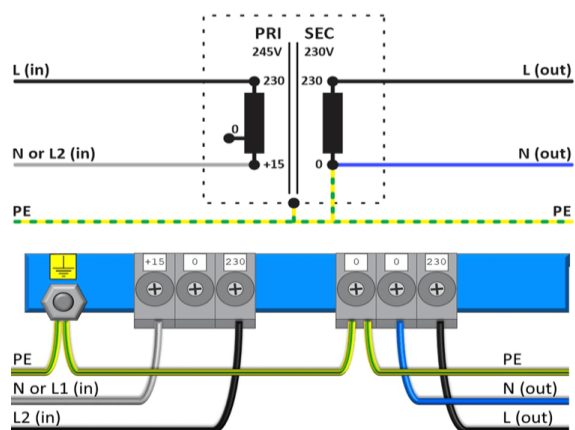 PRI SEC
245V 230V
L (in) 230 230 L (out)
0
N or L2 (in) +15 0 N (out)
PE PE
+15 0 230 0 0 230
PE PE
N or L1 (in) N (out)
L2 (in) L (out)